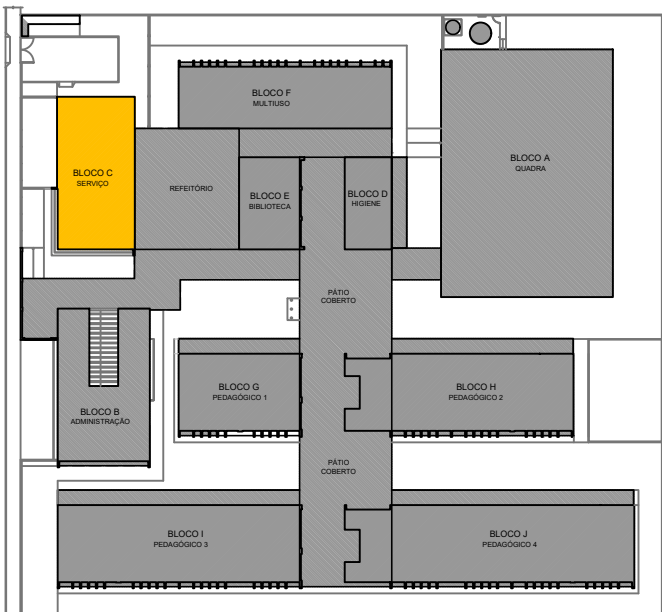 BLOCO F
MULTIUSO
BLOCO A
QUADRA
BLOCO C
SERVIÇO
REFEITÓRIO
BLOCO E
BIBLIOTECA
BLOCO D
HIGIENE
PÁTIO
COBERTO
BLOCO G
PEDAGÓGICO 1
BLOCO H
PEDAGÓGICO 2
BLOCO B
ADMINISTRAÇÃO
PÁTIO
COBERTO
BLOCO I
PEDAGÓGICO 3
BLOCO J
PEDAGÓGICO 4